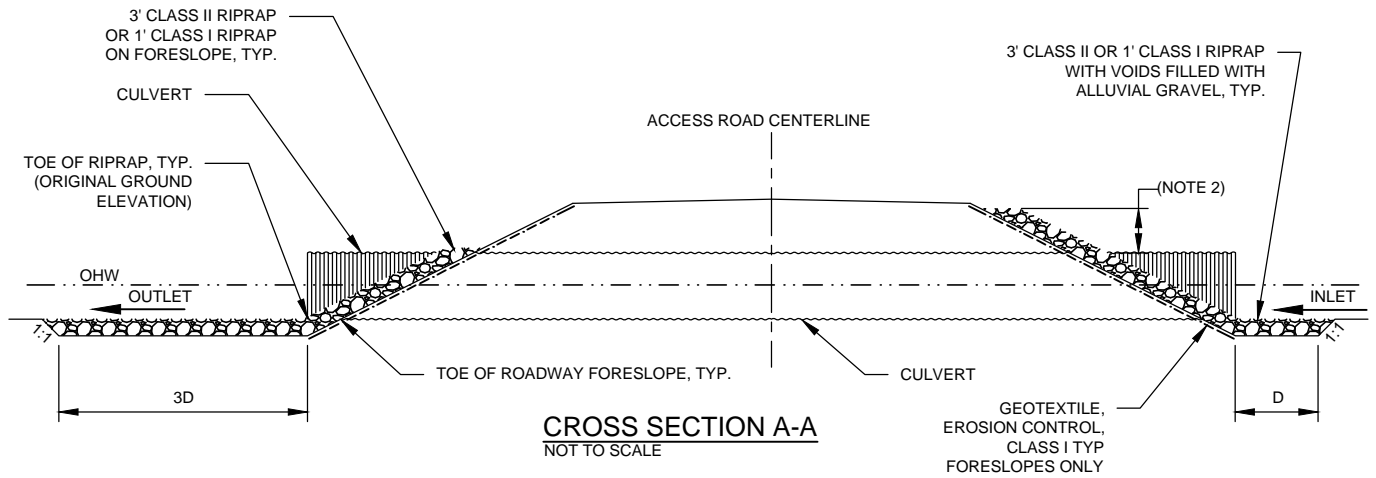 3' CLASS II RIPRAP
OR 1' CLASS I RIPRAP
ON FORESLOPE, TYP.
CULVERT
TOE OF RIPRAP, TYP.
(ORIGINAL GROUND
ELEVATION)
ACCESS ROAD CENTERLINE
3' CLASS II OR 1' CLASS I RIPRAP
WITH VOIDS FILLED WITH
ALLUVIAL GRAVEL, TYP.
(NOTE 2)
OHW
OUTLET
INLET
1:1
1:1
3D
TOE OF ROADWAY FORESLOPE, TYP.
CULVERT
D
GEOTEXTILE,
EROSION CONTROL,
CLASS I TYP
FORESLOPES ONLY
CROSS SECTION A-A
NOT TO SCALE